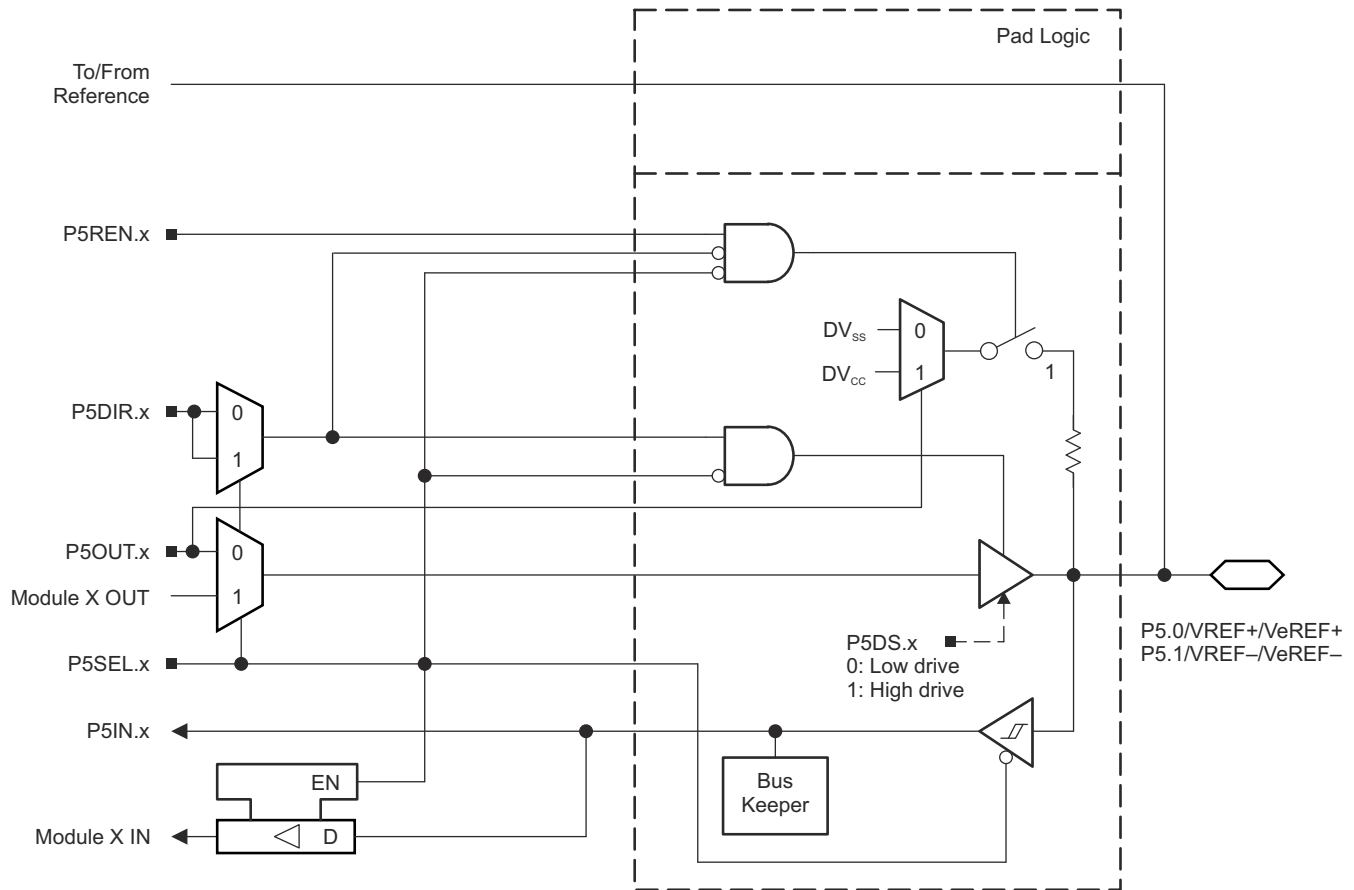 Pad Logic
To/From
Reference
P5REN.x
DVss
0
DVcc
1
1
P5DIR.x
0
1
P5OUT.x
0
Module X OUT
1
P5SEL.x
P5DS.x
0: Low drive
1: High drive
P5.0/VREF+/VeREF+
P5.1/VREF–/VeREF–
P5IN.x
EN
Bus
Keeper
Module X IN
D